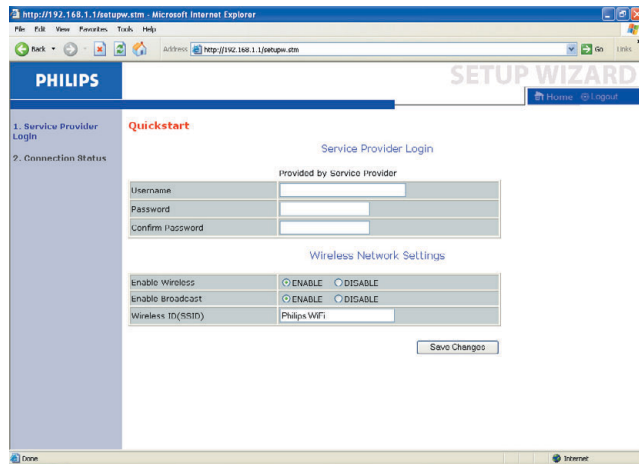 http://192.168.1.1/setupw.stm - Microsoft Internet Explorer
File Edit View Favorites Tools Help
Back Address http://192.168.1.1/setupw.stm Go Links
PHILIPS
SETUP WIZARD
Home Logout
1. Service Provider Login
2. Connection Status
Quickstart
Service Provider Login
Provided by Service Provider
Username
Password
Confirm Password
Wireless Network Settings
Enable Wireless ENABLE DISABLE
Enable Broadcast ENABLE DISABLE
Wireless ID(SSID) Philips WiFi
Save Changes
Done Internet